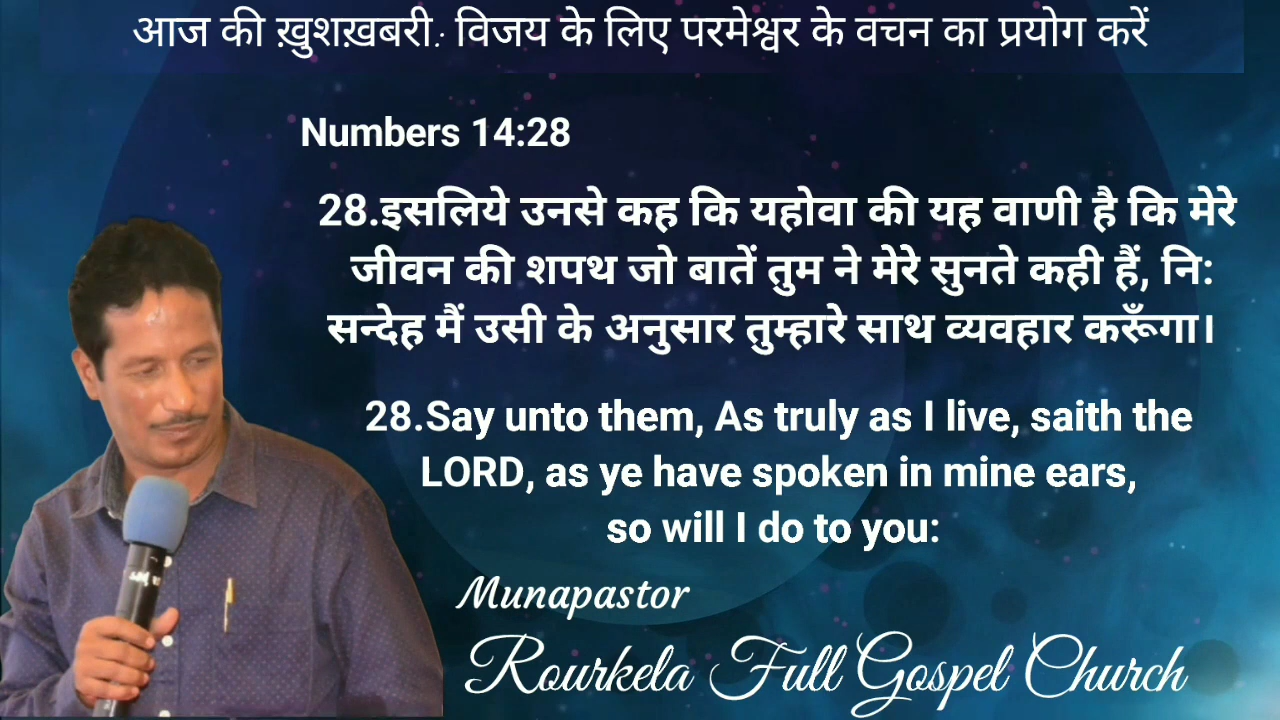 आज की ख़ुशख़बरी: विजय के लिए परमेश्वर के वचन का प्रयोग करें
Numbers 14:28
28.इसलिये उनसे कह कि यहोवा की यह वाणी है कि मेरे
जीवन की शपथ जो बातें तुम ने मेरे सुनते कही हैं, नि:
सन्देह मैं उसी के अनुसार तुम्हारे साथ व्यवहार करूँगा।
28.Say unto them, As truly as I live, saith the
LORD, as ye have spoken in mine ears,
so will I do to you:
Munapastor
Rourkela Full Gospel Church